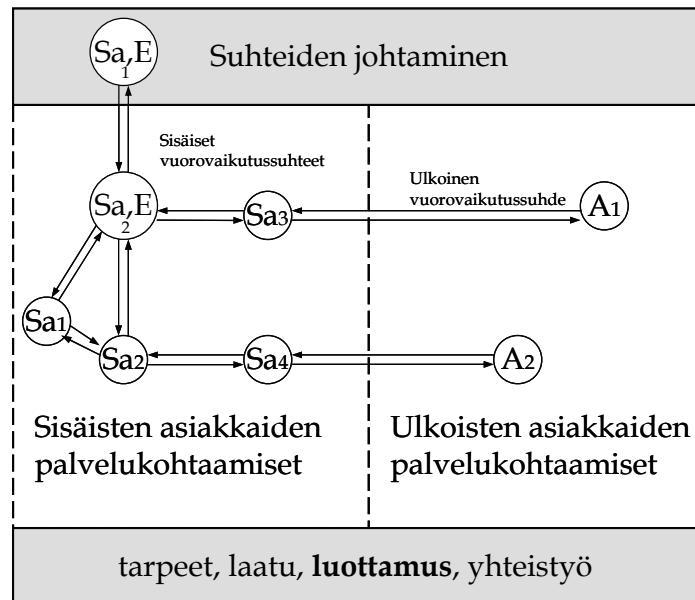 Sa,E
1
Suhteiden johtaminen
Sisäiset
vuorovaikutussuhteet
Sa,E
2
Sa3
Ulkoinen
vuorovaikutussuhde
A1
Sa1
Sa2
Sa4
A2
Sisäisten asiakkaiden
palvelukohtaamiset
Ulkoisten asiakkaiden
palvelukohtaamiset
tarpeet, laatu, luottamus, yhteistyö